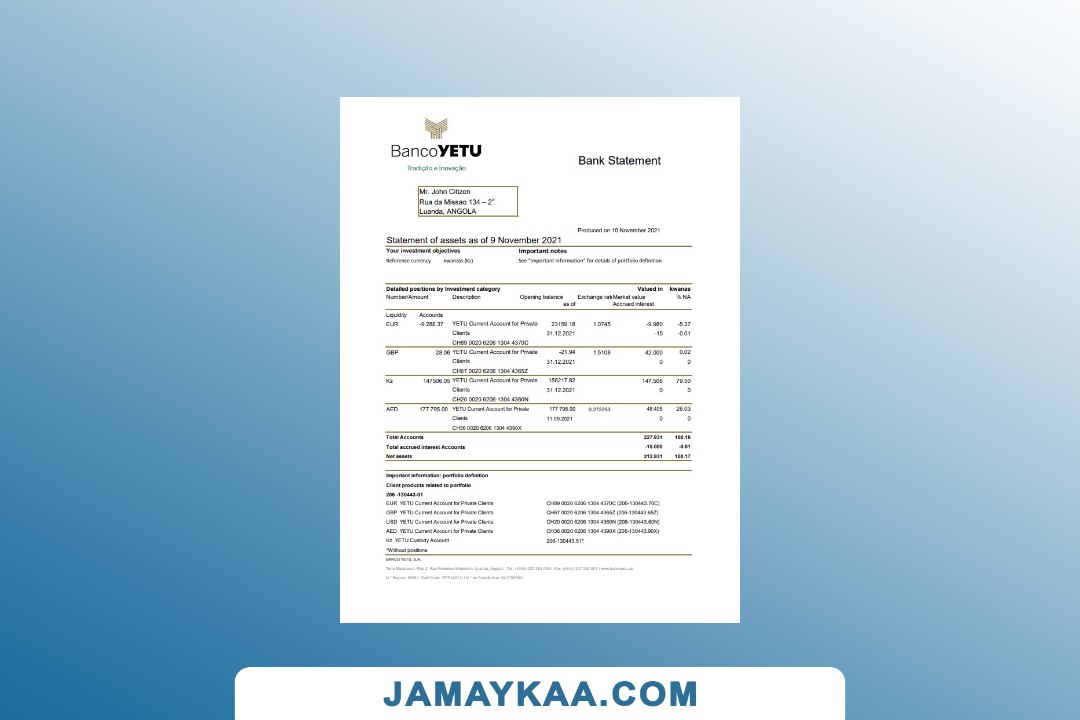 BancoYETU
Tradição e Inovação
Bank Statement
Mr. John Citizen
Rua da Missao 134 – 2°
Luanda, ANGOLA
Produced on 10 November 2021
Statement of assets as of 9 November 2021
Your investment objectives Important notes
Reference currency kwanzas (Kz) See "important information" for details of portfolio definition
Detailed positions by Investment category Valued in kwanas
Number/Amount Description Opening balance Exchange rate Market value % NA
as of Accrued interest
Liquidity Accounts
EUR -9 288.37 YETU Current Account for Private 23159.18 1.0745 -9.980 -5.37
Clients 31.12.2021 -15 -0.01
CH89 0020 6206 1304 4370C
GBP 28.06 YETU Current Account for Private -21.94 1.5108 42.000 0.02
Clients 31.12.2021 0 0
CH67 0020 6206 1304 4365Z
Kz 147506.05 YETU Current Account for Private 156217.82 147.506 79.50
Clients 31.12.2021 0 0
CH20 0020 6206 1304 4360N
AED 177.795.00 YETU Current Account for Private 177 795.00 0.272253 48.405 26.03
Clients 11.09.2021 0 0
CH36 0020 6206 1304 4390X
Total Accounts 227.931 100.18
Total accrued interest Accounts -15.000 -0.01
Net assets 212.931 100.17
Important information: portfolio definition
Client products related to portfolio
206 -130443-01
EUR YETU Current Account for Private Clients CH89 0020 6206 1304 4370C (206-130443.70C)
GBP YETU Current Account for Private Clients CH67 0020 6206 1304 4365Z (206-130443.65Z)
USD YETU Current Account for Private Clients CH20 0020 6206 1304 4360N (206-130443.60N)
AED YETU Current Account for Private Clients CH36 0020 6206 1304 4390X (206-130443.90X)
Kz YETU Custody Account 206-130443.51*
*Without positions
BANCO YETU, S.A.
JAMAYKAA.COM